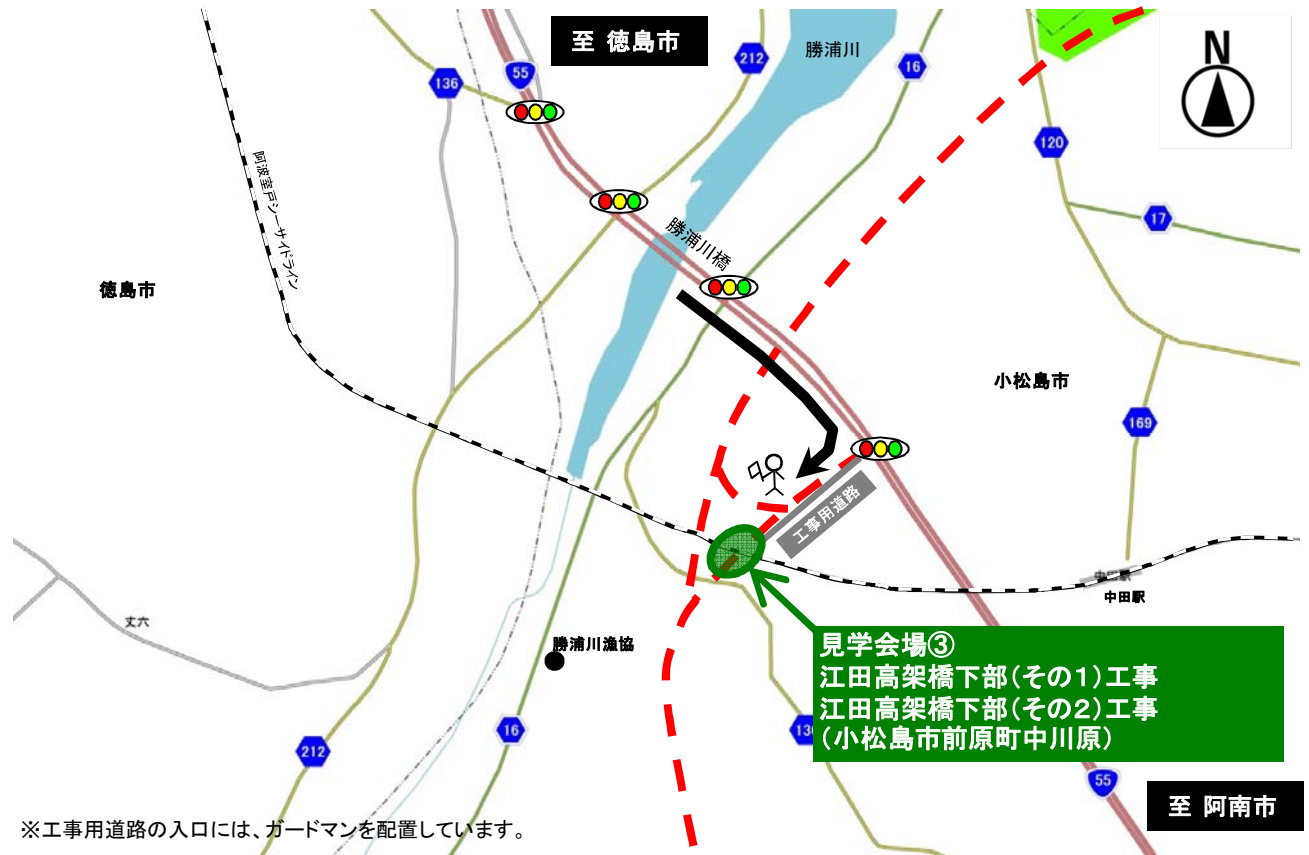 至 徳島市
N
55
136
212
勝浦川
16
120
17
阿波室戸シーサイドライン
勝浦川橋
徳島市
小松島市
169
工事用道路
中田駅
丈六
勝浦川漁協
見学会場③
江田高架橋下部（その１）工事
江田高架橋下部（その２）工事
（小松島市前原町中川原）
16
212
55
至 阿南市
※工事用道路の入口には、ガードマンを配置しています。